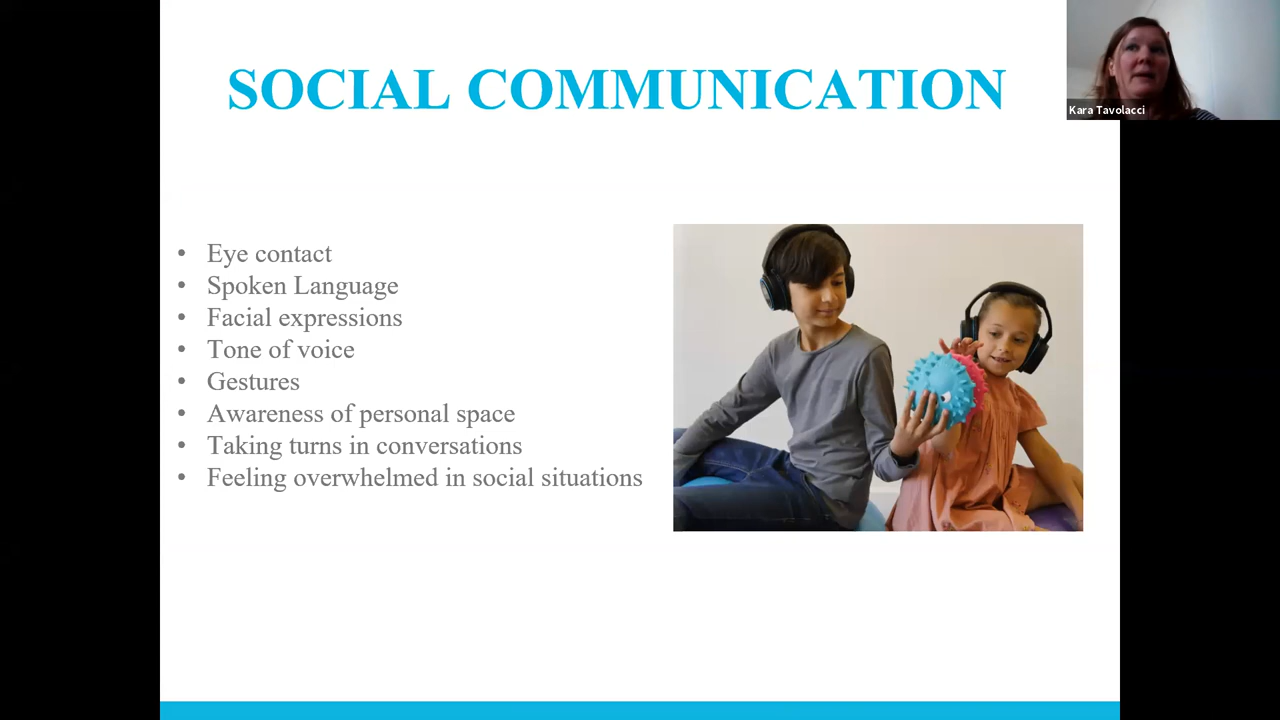 SOCIAL COMMUNICATION
Kara Tavolacci
• Eye contact
• Spoken Language
• Facial expressions
• Tone of voice
• Gestures
• Awareness of personal space
• Taking turns in conversations
• Feeling overwhelmed in social situations